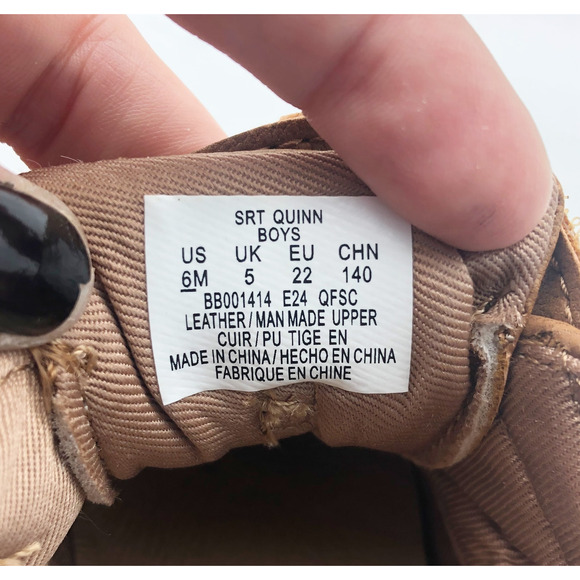 SRT QUINN
BOYS
US UK EU CHN
6M 5 22 140
BB001414 E24 QFSC
LEATHER/MAN MADE UPPER
CUIR/PU TIGE EN
MADE IN CHINA/HECHO EN CHINA
FABRIQUE EN CHINE